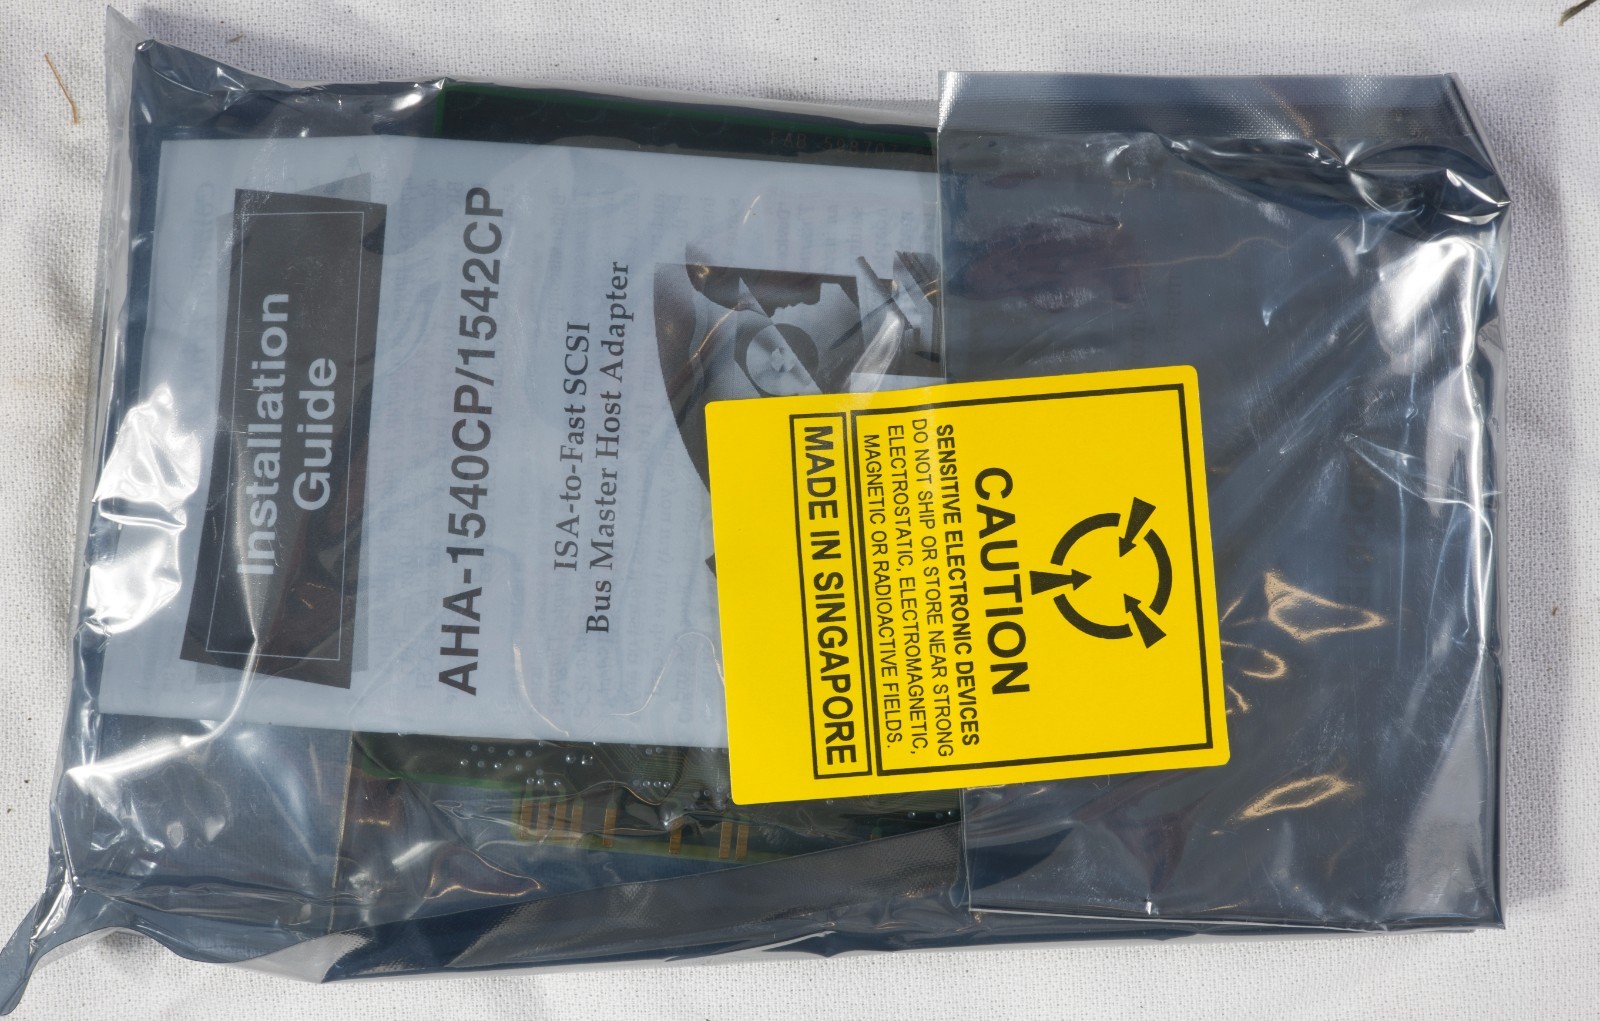 Installation
Guide
AHA-1540CP/1542CP
ISA-to-Fast SCSI
Bus Master Host Adapter
CAUTION
SENSITIVE ELECTRONIC DEVICES
DO NOT SHIP OR STORE NEAR STRONG
ELECTROSTATIC, ELECTROMAGNETIC,
MAGNETIC OR RADIOACTIVE FIELDS.
MADE IN SINGAPORE